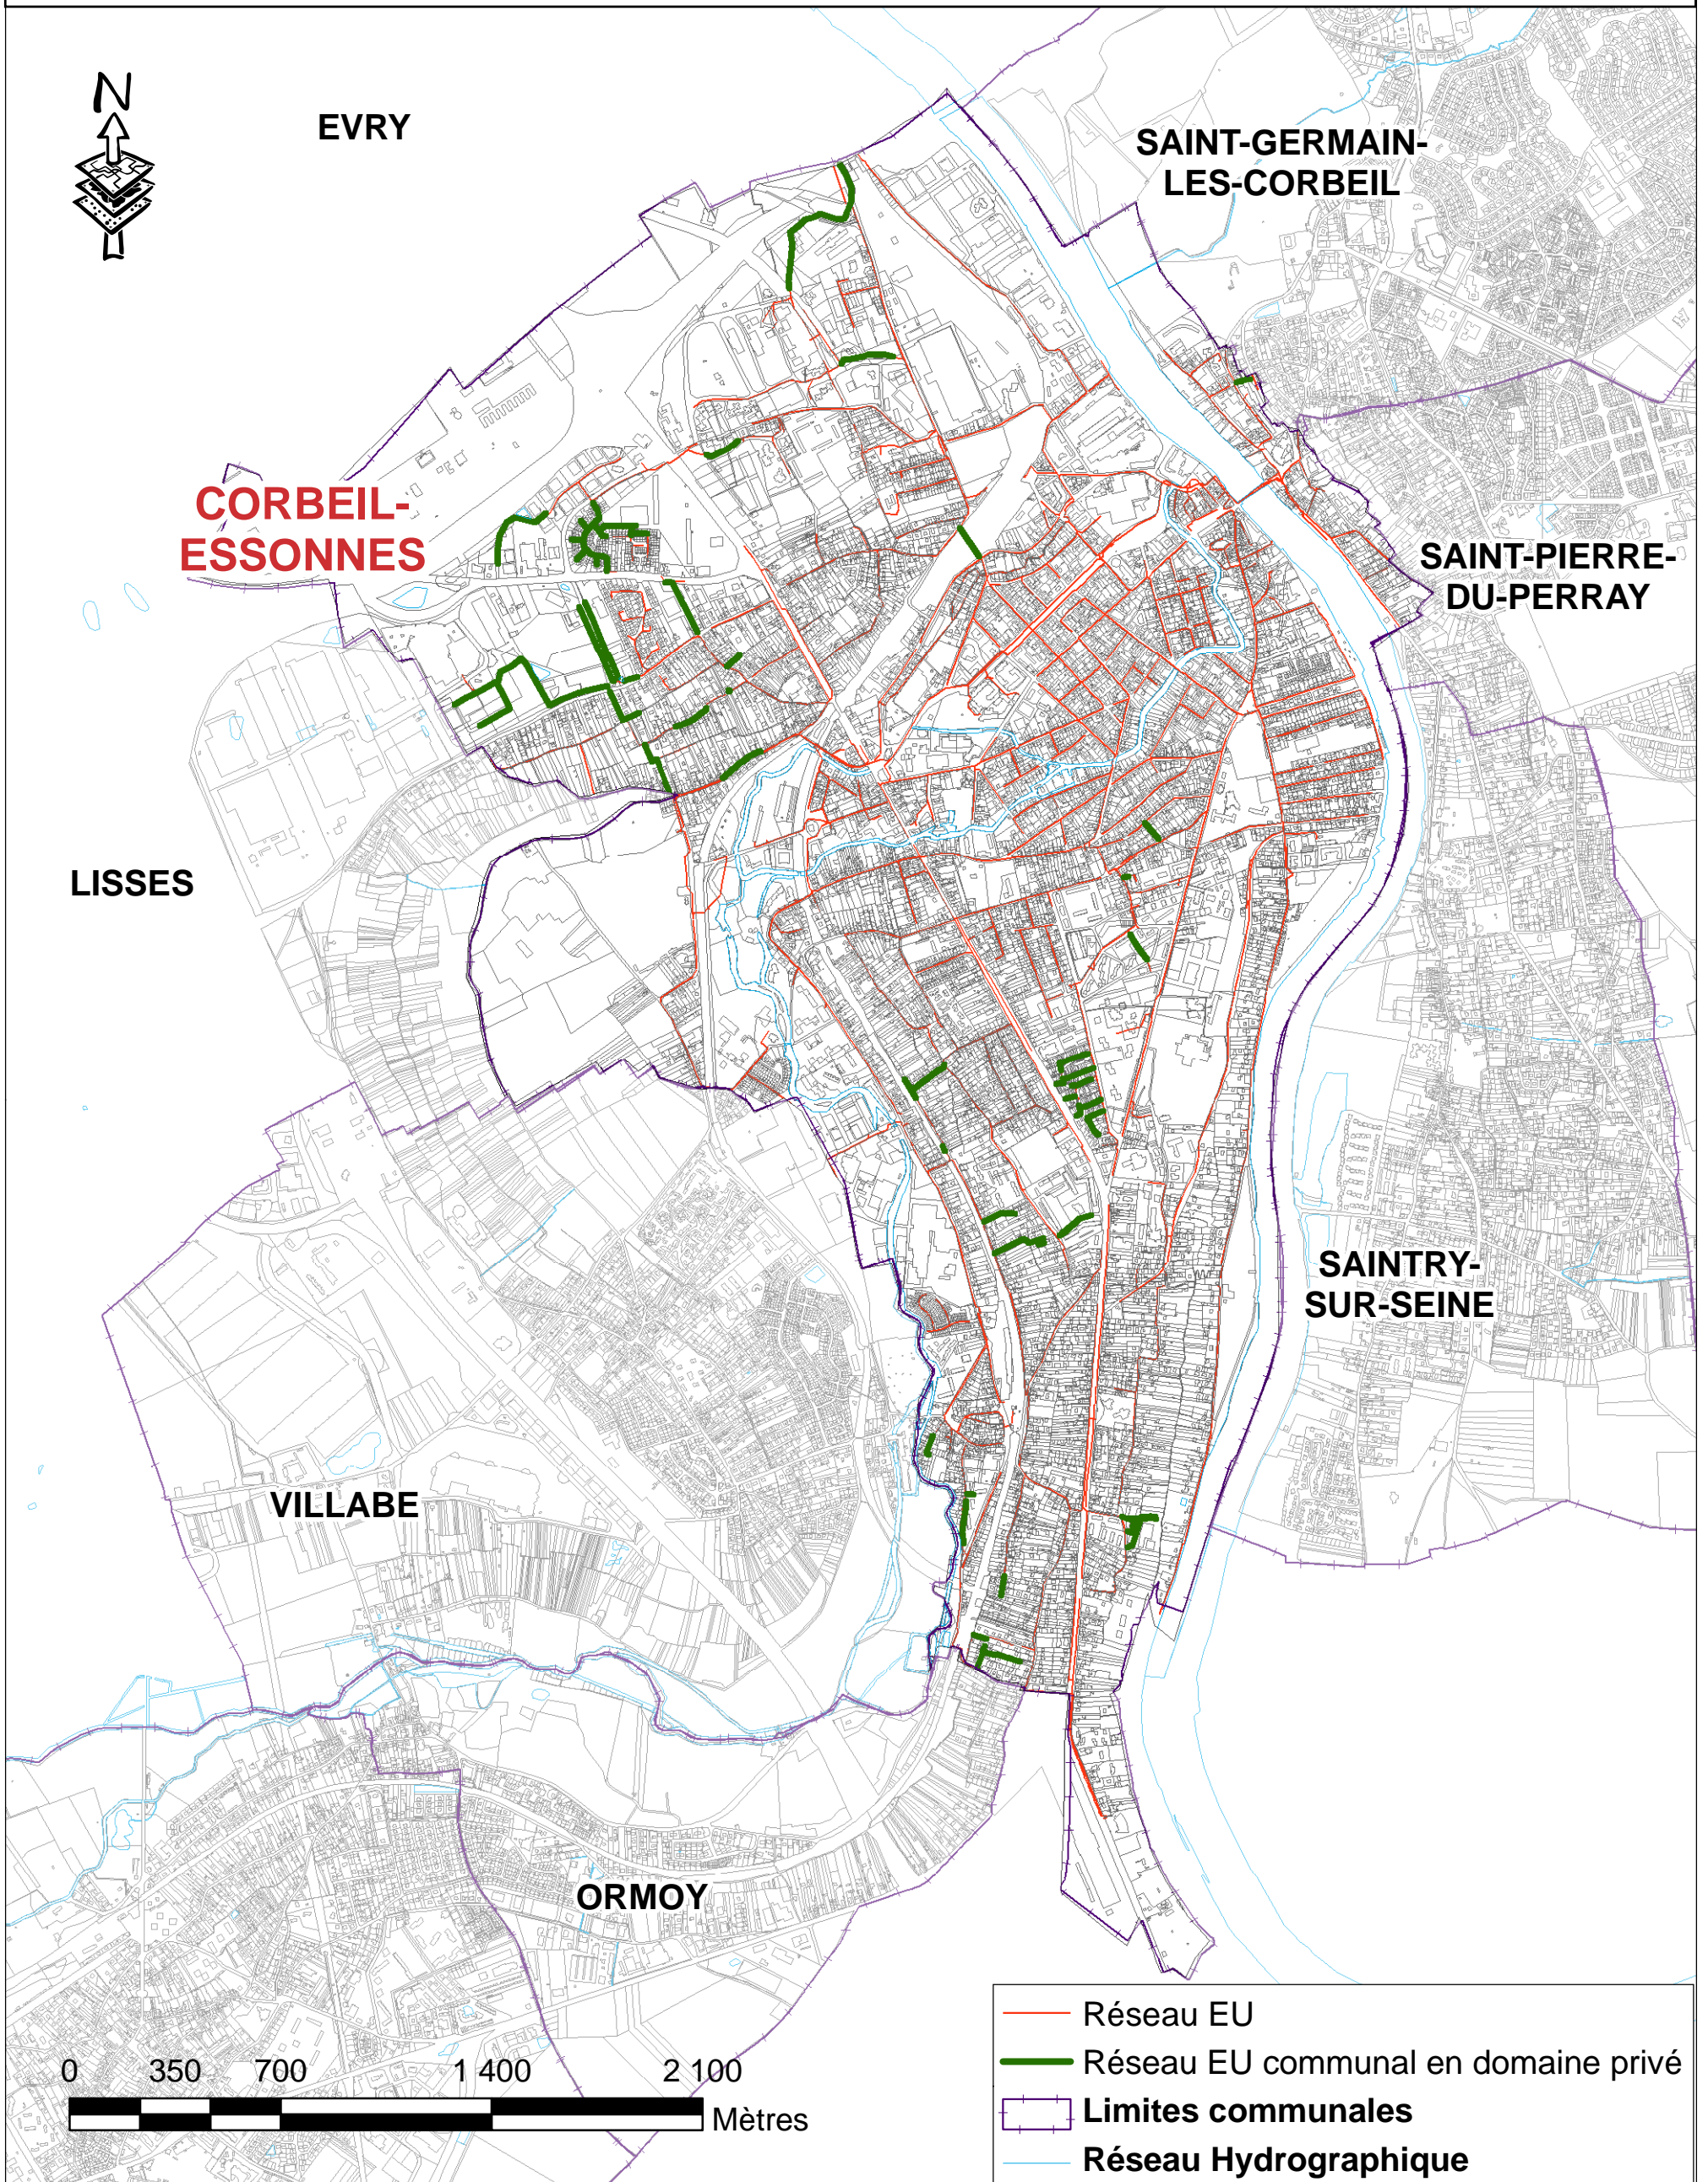 N
EVRY
SAINT-GERMAIN-
LES-CORBEIL
CORBEIL-
ESSONNES
SAINT-PIERRE-
DU-PERRAY
LISSES
SAINTRY-
SUR-SEINE
VILLABE
ORMOY
Réseau EU
Réseau EU communal en domaine privé
Limites communales
Réseau Hydrographique
0 350 700 1 400 2 100
Mètres